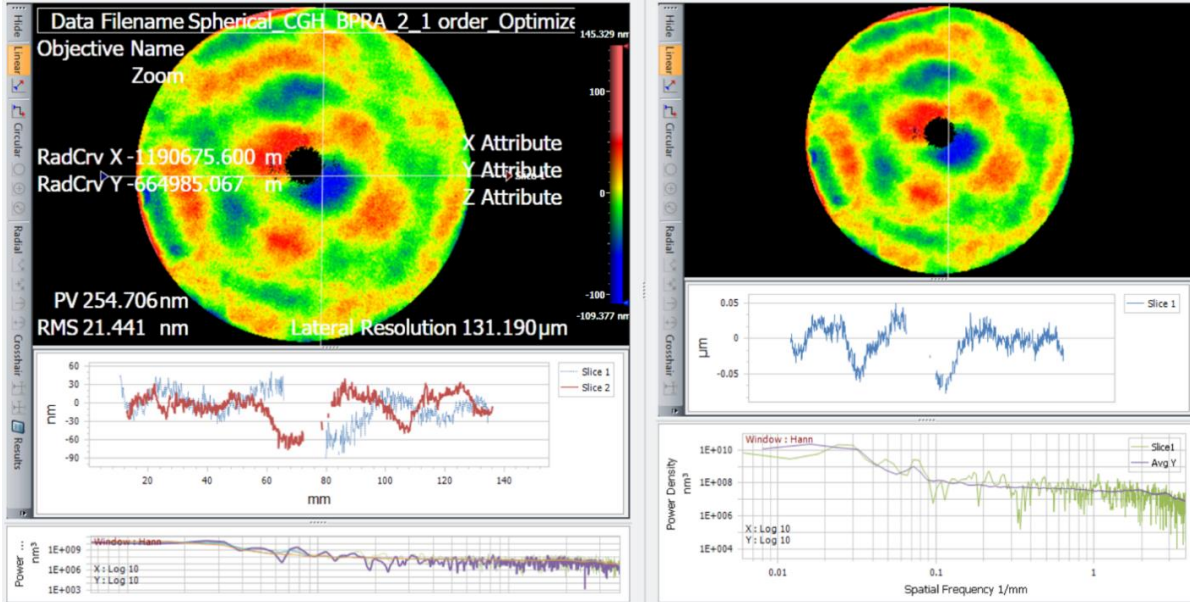 Hide
Linear
Circular
Radial
Crosshair
Results
Data Filename Spherical_CGH_BPRA_2_1 order_Optimize
Objective Name
Zoom
RadCrv X -1190675.600 m
RadCrv Y -664985.067 m
X Attribute
Y Attribute
Z Attribute
PV 254.706 nm
RMS 21.441 nm
Lateral Resolution 131.190 µm
145.329 nm
100
0
-100
-109.377 nm
nm
60
30
0
-30
-60
-90
20
40
60
80
100
120
140
mm
Slice 1
Slice 2
Power ...
nm³
1E+009
1E+006
1E+003
Window : Hann
X : Log 10
Y : Log 10
Hide
Linear
Circular
Radial
Crosshair
µm
0.05
0
-0.05
Slice 1
Power Density
nm³
1E+010
1E+008
1E+006
1E+004
Window : Hann
Slice1
Avg Y
X : Log 10
Y : Log 10
0.01
0.1
1
Spatial Frequency 1/mm